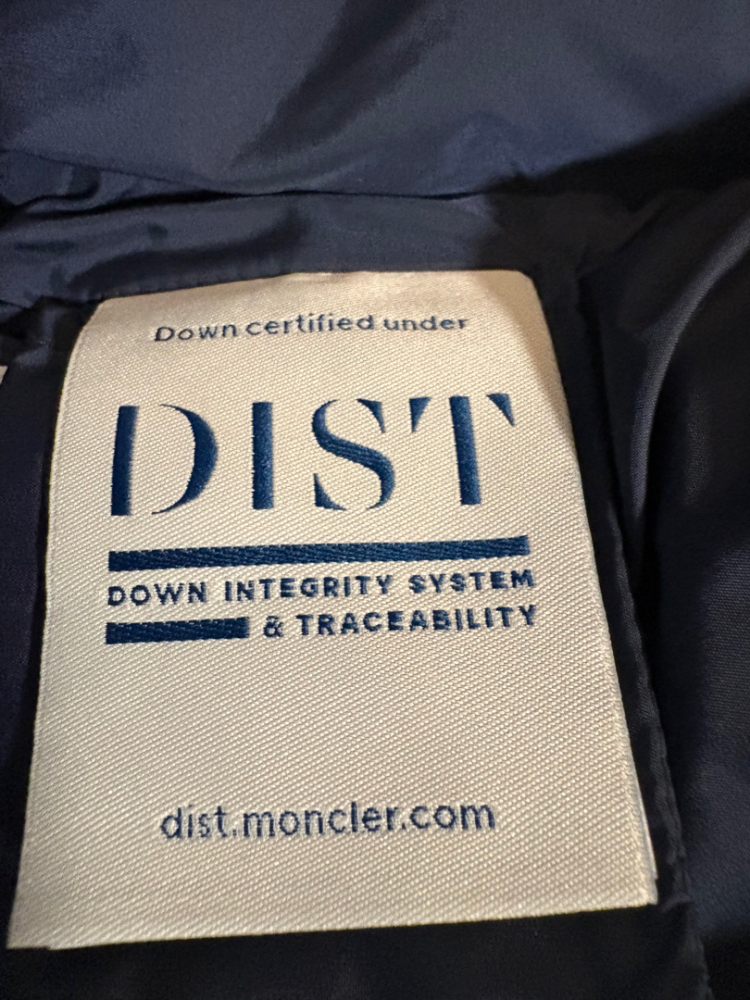 Down certified under
DIST
DOWN INTEGRITY SYSTEM
& TRACEABILITY
dist.moncler.com